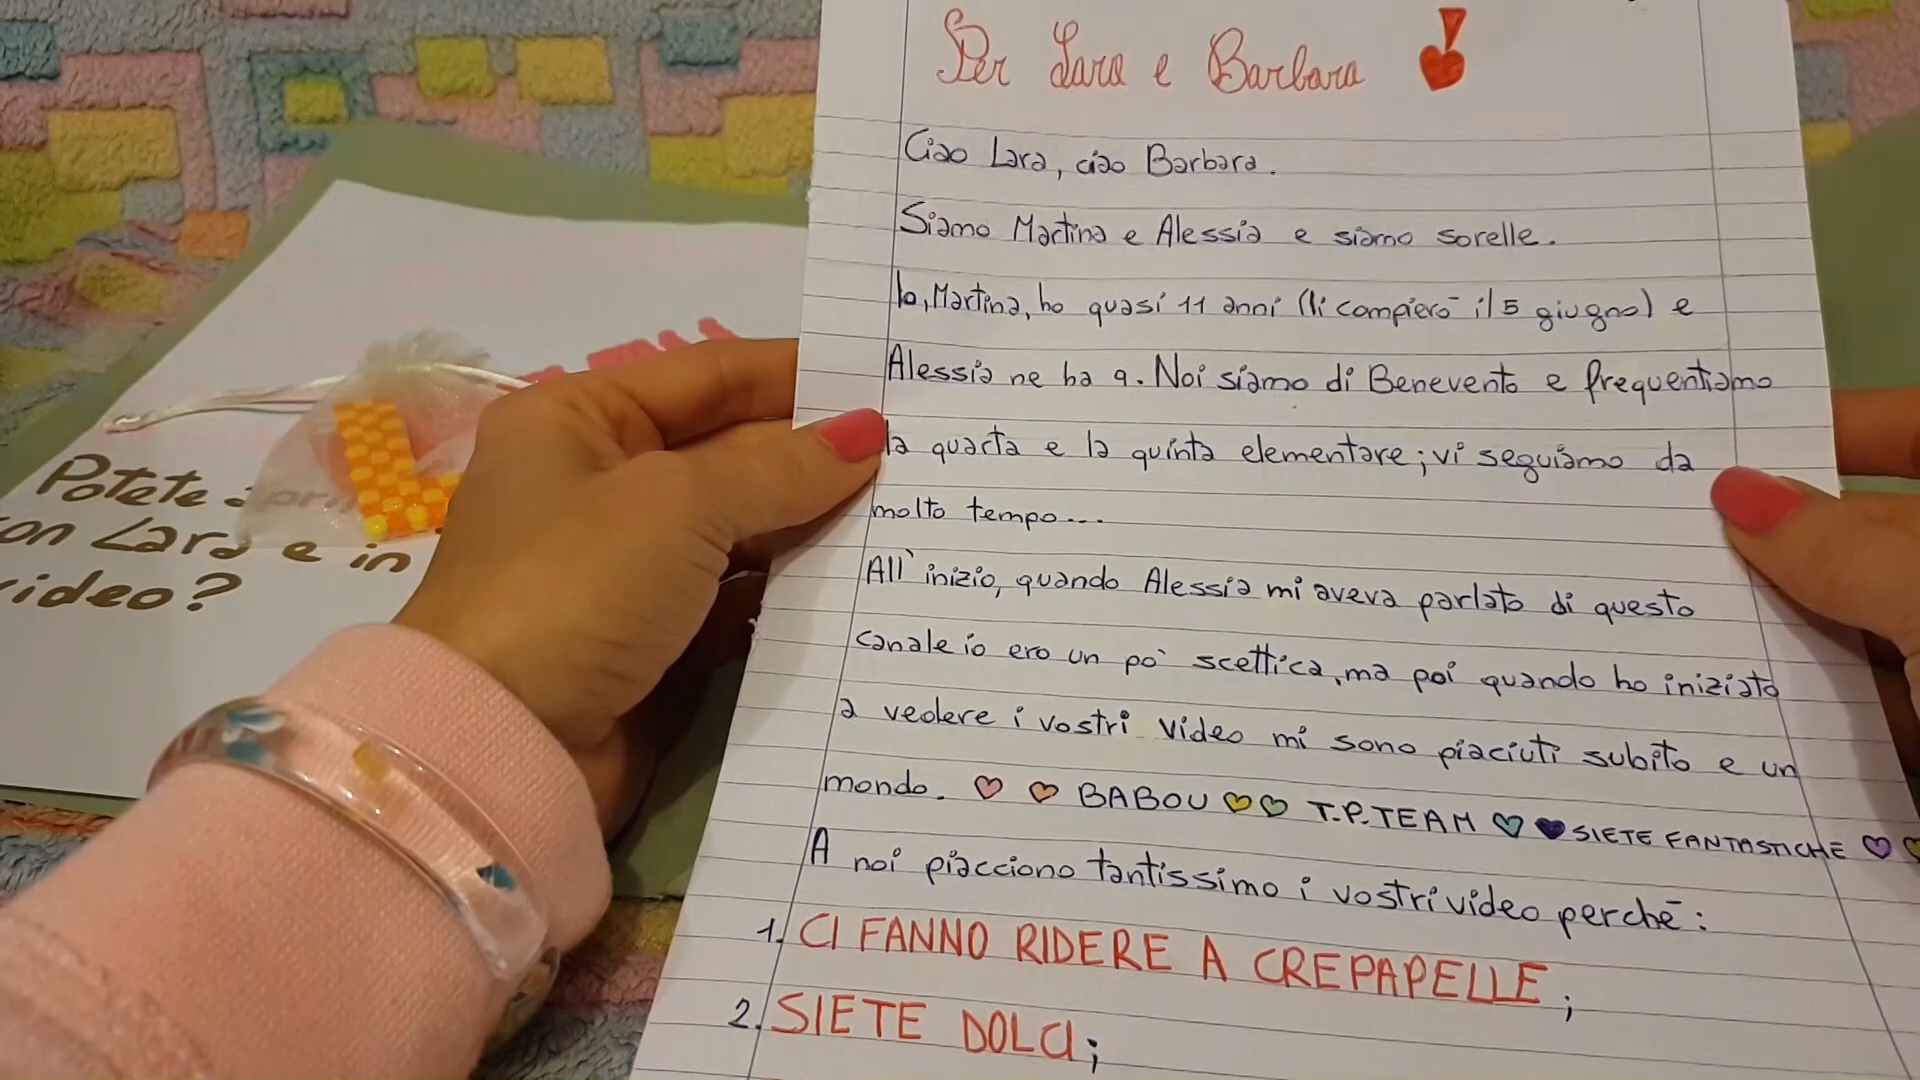 Per Lara e Barbara
Ciao Lara, ciao Barbara.
Siamo Martina e Alessia e siamo sorelle.
Io, Martina, ho quasi 11 anni (li compierò il 5 giugno) e
Alessia ne ha 9. Noi siamo di Benevento e frequentiamo
la quarta e la quinta elementare; vi seguiamo da
molto tempo...
All'inizio, quando Alessia mi aveva parlato di questo
canale io ero un po' scettica, ma poi quando ho iniziato
a vedere i vostri video mi sono piaciuti subito e un
mondo. ♡ ♡ BABOU ♡♡ T.P.TEAM ♡ ♥ SIETE FANTASTICHE ♡
A noi piacciono tantissimo i vostri video perchè:
1. CI FANNO RIDERE A CREPAPELLE;
2. SIETE DOLCI;
Potete
con Lara e in
video?